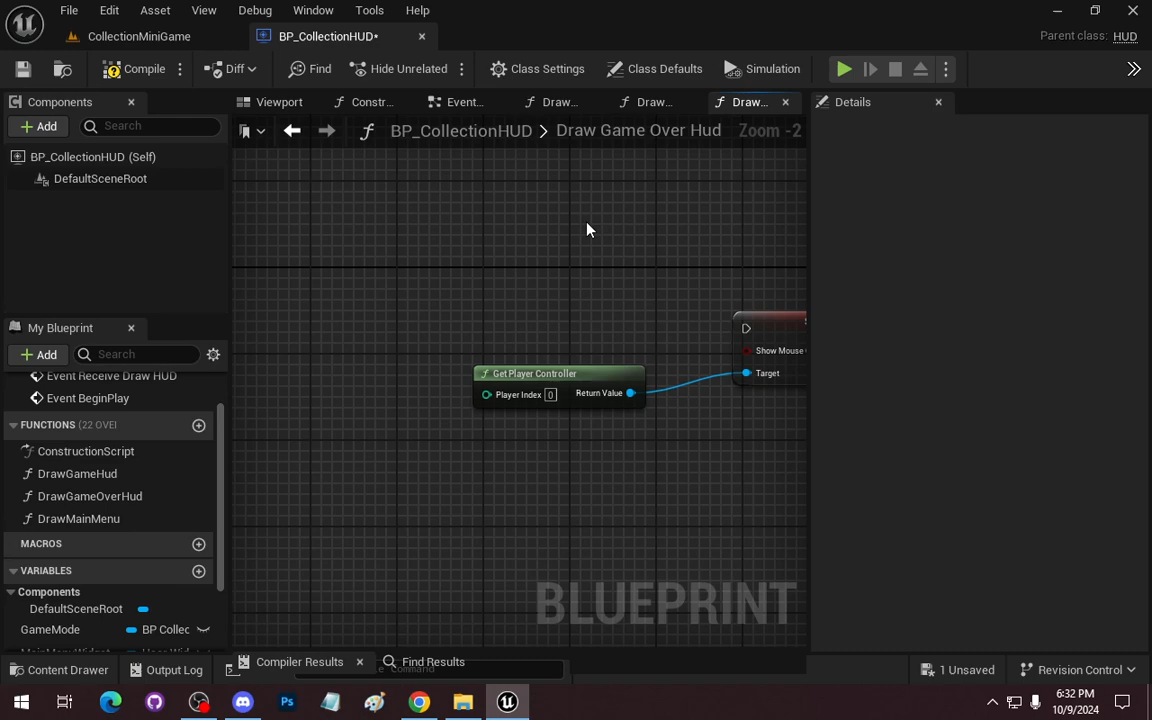 File Edit Asset View Debug Window Tools Help
CollectionMiniGame BP_CollectionHUD* Parent class: HUD
Compile Diff Find Hide Unrelated Class Settings Class Defaults Simulation
Components Viewport Constr... Event... Draw... Draw... Draw... Details
Add Search BP_CollectionHUD Draw Game Over Hud Zoom -2
BP_CollectionHUD (Self)
DefaultSceneRoot
My Blueprint
Add Search
Show Mouse
Get Player Controller Target
Player Index 0 Return Value
Event Receive Draw HUD
Event BeginPlay
FUNCTIONS (22 OVE
ConstructionScript
DrawGameHud
DrawGameOverHud
DrawMainMenu
MACROS
VARIABLES
Components
DefaultSceneRoot
GameMode BP Collec
BLUEPRINT
Content Drawer Output Log Compiler Results Find Results 1 Unsaved Revision Control
6:32 PM
10/9/2024